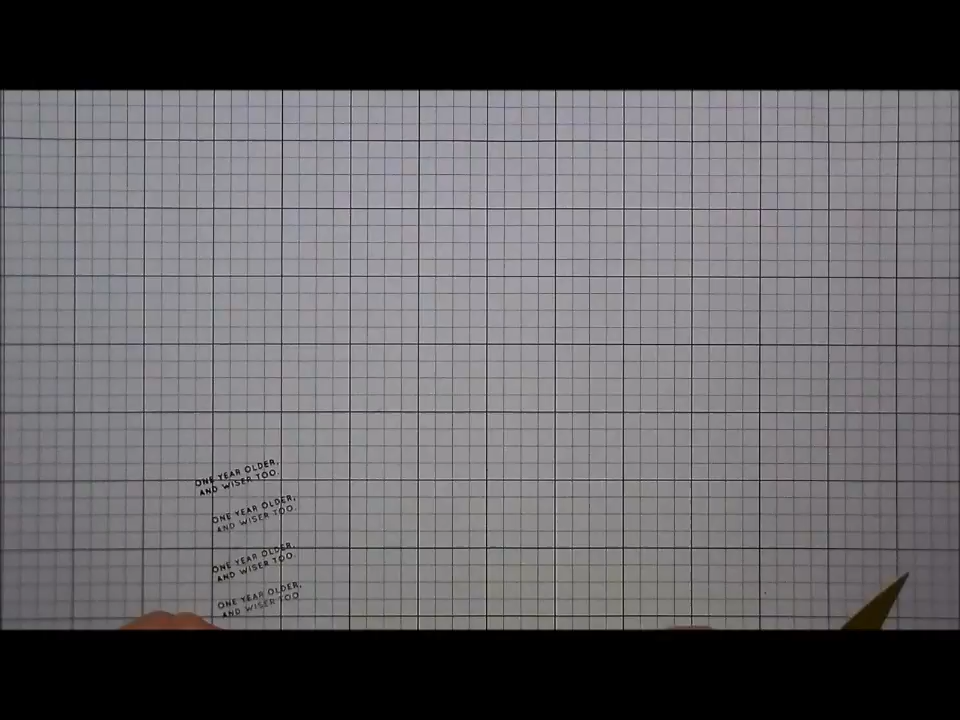 ONE YEAR OLDER,
AND WISER TOO.
ONE YEAR OLDER,
AND WISER TOO.
ONE YEAR OLDER,
AND WISER TOO.
ONE YEAR OLDER,
AND WISER TOO